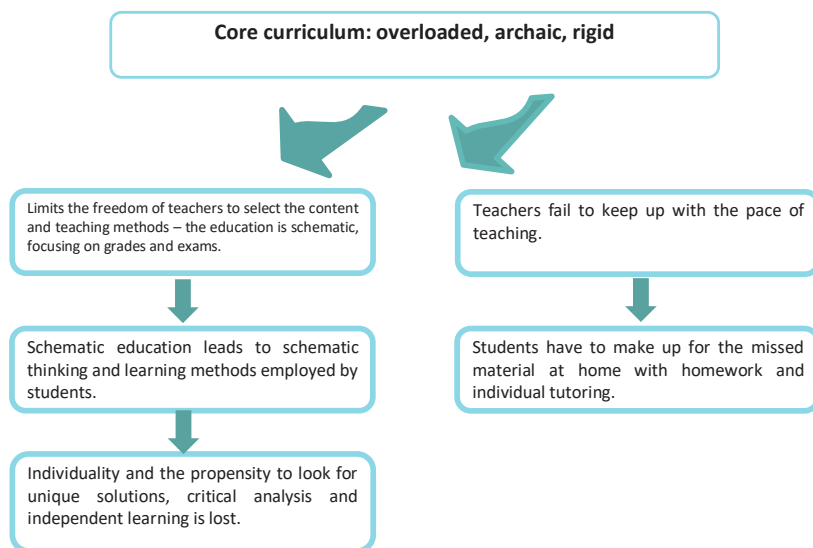 Core curriculum: overloaded, archaic, rigid
Limits the freedom of teachers to select the content
and teaching methods – the education is schematic,
focusing on grades and exams.
Teachers fail to keep up with the pace of
teaching.
Schematic education leads to schematic
thinking and learning methods employed by
students.
Students have to make up for the missed
material at home with homework and
individual tutoring.
Individuality and the propensity to look for
unique solutions, critical analysis and
independent learning is lost.